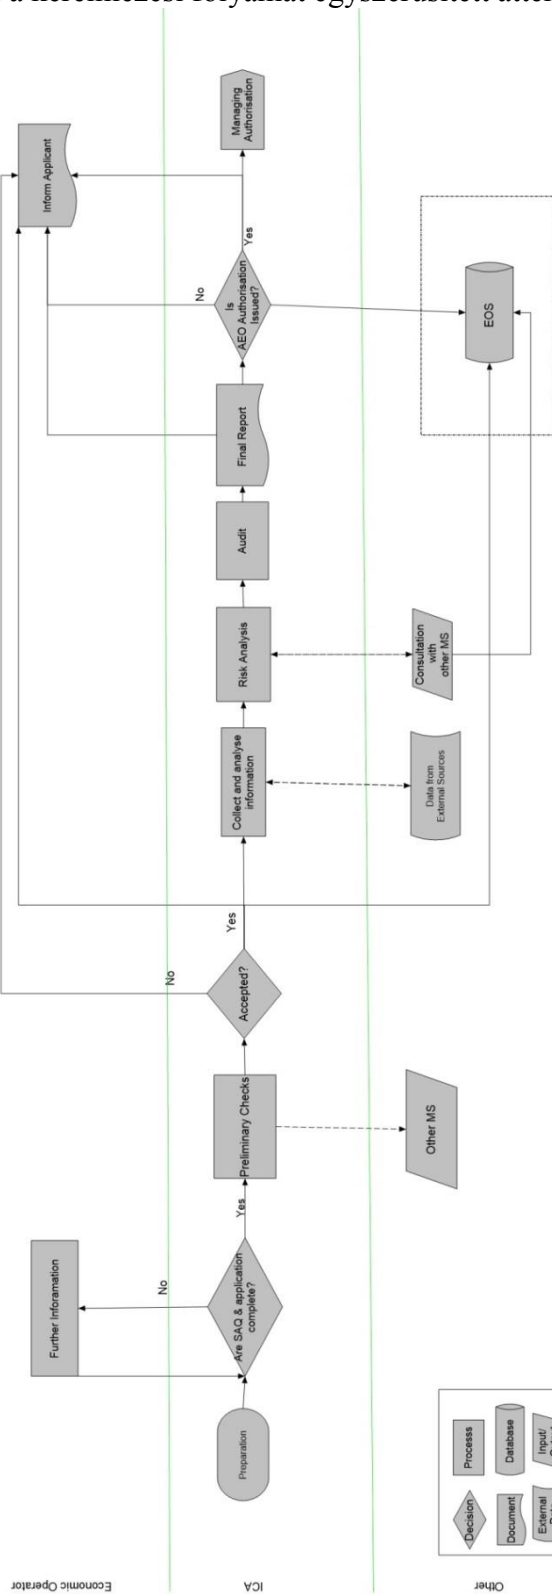 a kérelmezési folyamat egyszerűsített
Economic Operator
Further Inforamation
Inform Applicant
No
No
ICA
Preparation
Are SAQ & application
complete?
Yes
Preliminary Checks
Accepted?
Yes
Collect and analyse
information
Risk Analysis
Audit
Final Report
No
Is
AEO Authorisation
Issued?
Yes
Managing
Authorisation
Other
Other MS
Data from
External Sources
Consultation
with
other MS
EOS
Decision
Processs
Document
Database
External
Input/